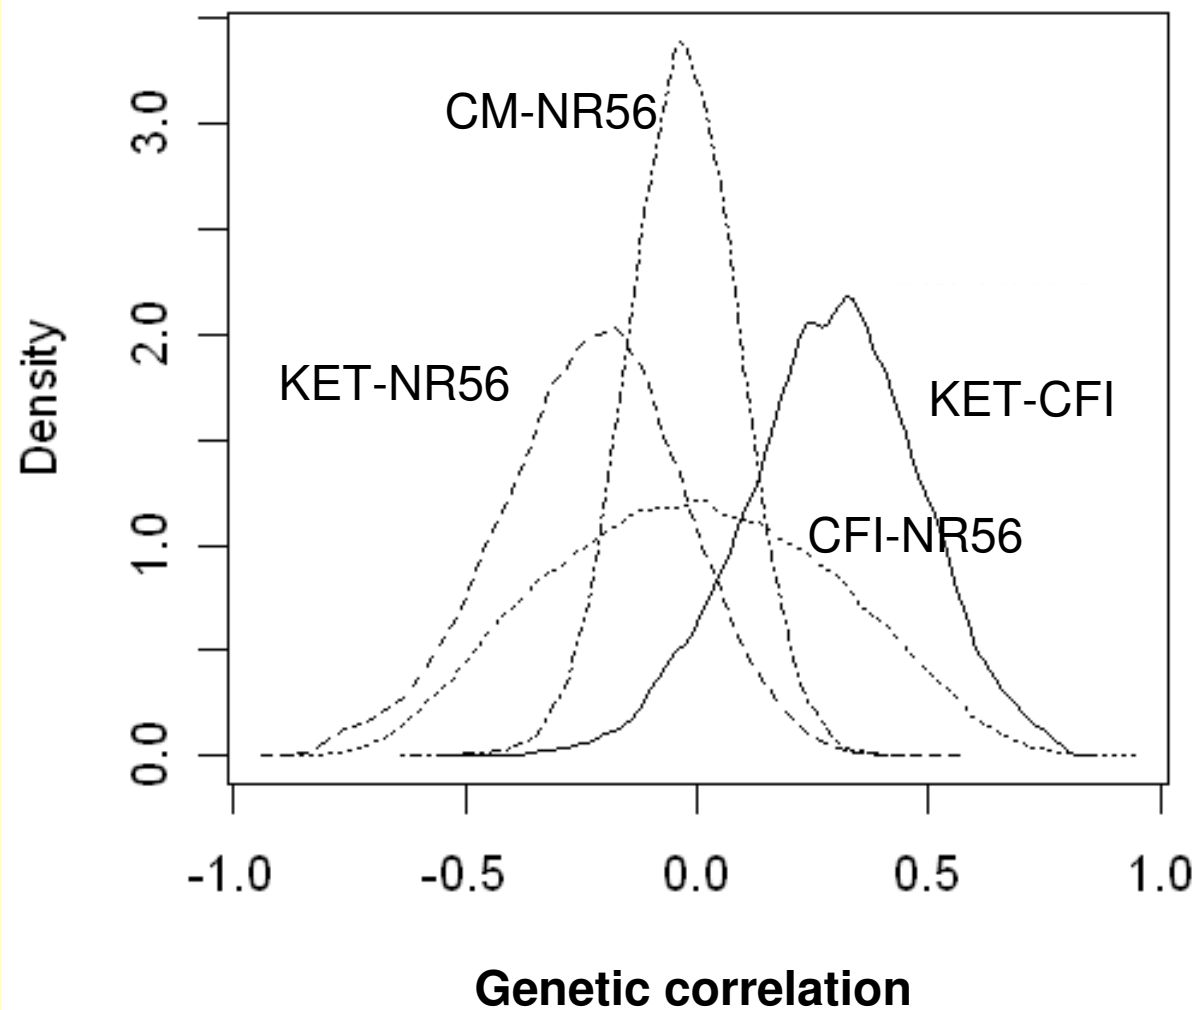 3.0
2.0
1.0
0.0
Density
CM-NR56
KET-NR56
KET-CFI
CFI-NR56
-1.0 -0.5 0.0 0.5 1.0
Genetic correlation